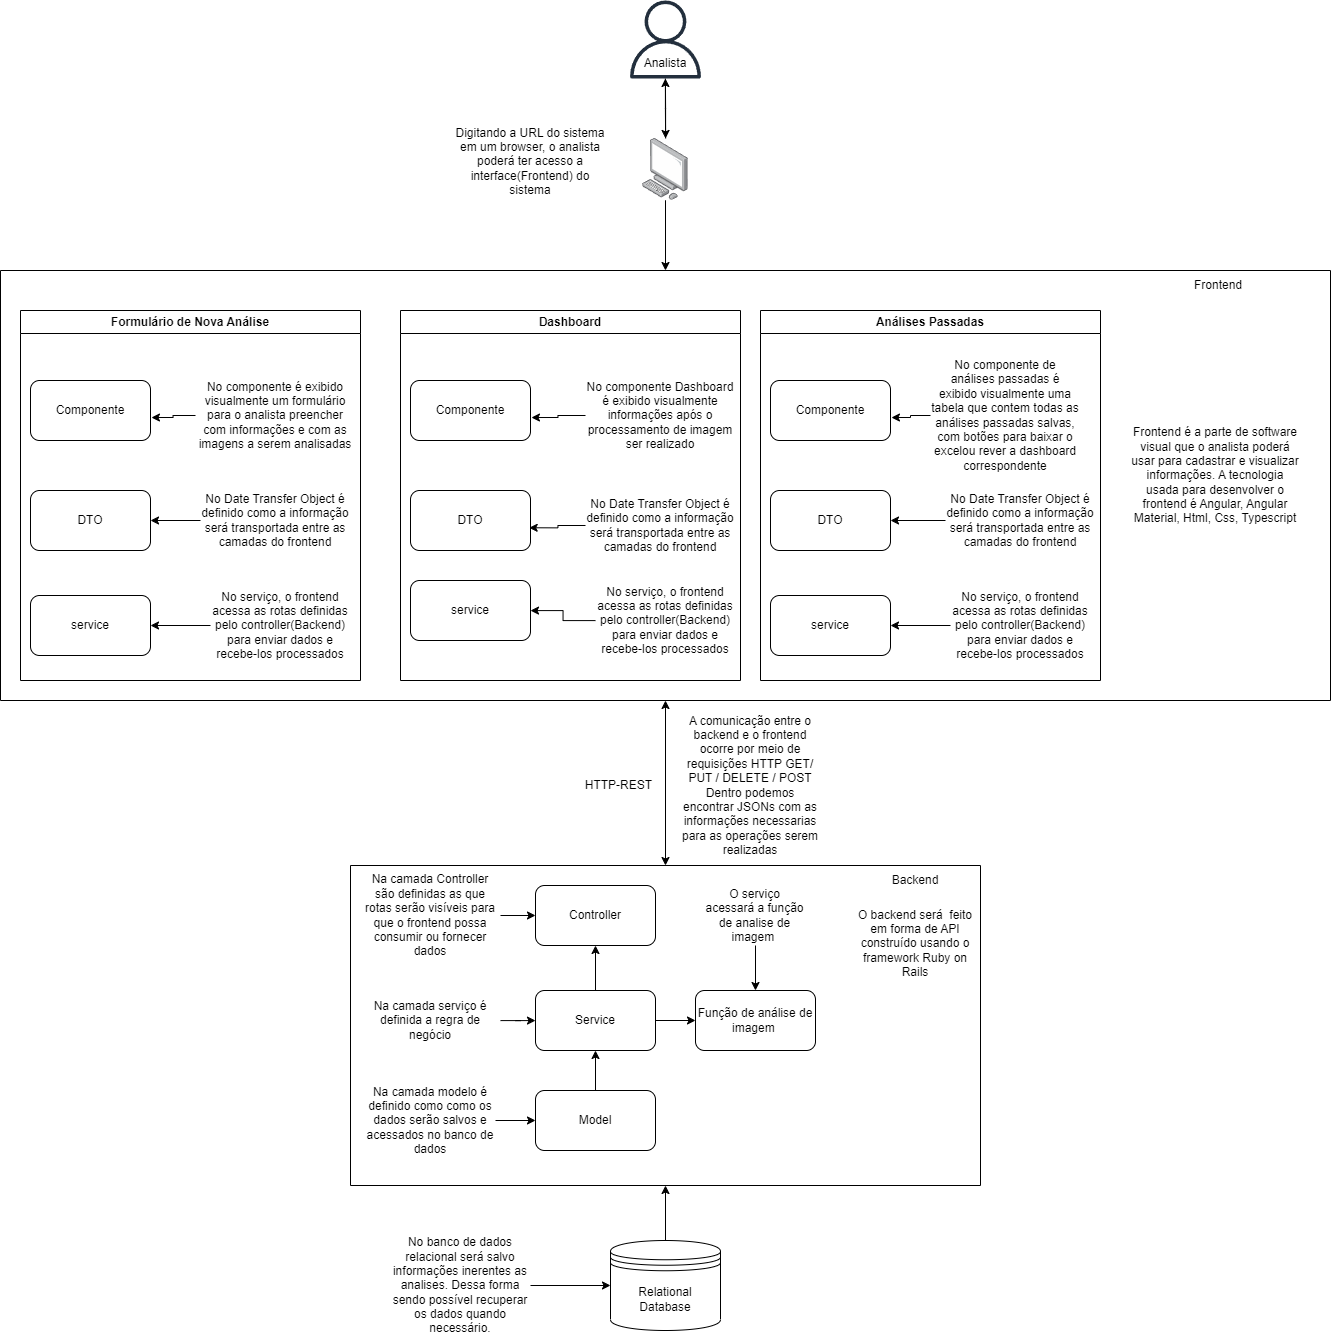 Analista
Digitando a URL do sistema
em um browser, o analista
poderá ter acesso a
interface(Frontend) do
sistema
Frontend
Formulário de Nova Análise
Componente
No componente é exibido
visualmente um formulário
para o analista preencher
com informações e com as
imagens a serem analisadas
DTO
No Date Transfer Object é
definido como a informação
será transportada entre as
camadas do frontend
service
No serviço, o frontend
acessa as rotas definidas
pelo controller(Backend)
para enviar dados e
recebe-los processados
Dashboard
Componente
No componente Dashboard
é exibido visualmente
informações após o
processamento de imagem
ser realizado
DTO
No Date Transfer Object é
definido como a informação
será transportada entre as
camadas do frontend
service
No serviço, o frontend
acessa as rotas definidas
pelo controller(Backend)
para enviar dados e
recebe-los processados
Análises Passadas
Componente
No componente de
análises passadas é
exibido visualmente uma
tabela que contem todas as
análises passadas salvas,
com botões para baixar o
excelou rever a dashboard
correspondente
DTO
No Date Transfer Object é
definido como a informação
será transportada entre as
camadas do frontend
service
No serviço, o frontend
acessa as rotas definidas
pelo controller(Backend)
para enviar dados e
recebe-los processados
Frontend é a parte de software
visual que o analista poderá
usar para cadastrar e visualizar
informações. A tecnologia
usada para desenvolver o
frontend é Angular, Angular
Material, Html, Css, Typescript
HTTP-REST
A comunicação entre o
backend e o frontend
ocorre por meio de
requisições HTTP GET/
PUT / DELETE / POST
Dentro podemos
encontrar JSONs com as
informações necessarias
para as operações serem
realizadas
Backend
O backend será  feito
em forma de API
construído usando o
framework Ruby on
Rails
Na camada Controller
são definidas as que
rotas serão visíveis para
que o frontend possa
consumir ou fornecer
dados
Controller
O serviço
acessará a função
de analise de
imagem
Na camada serviço é
definida a regra de
negócio
Service
Função de análise de
imagem
Na camada modelo é
definido como como os
dados serão salvos e
acessados no banco de
dados
Model
No banco de dados
relacional será salvo
informações inerentes as
analises. Dessa forma
sendo possível recuperar
os dados quando
necessário.
Relational
Database